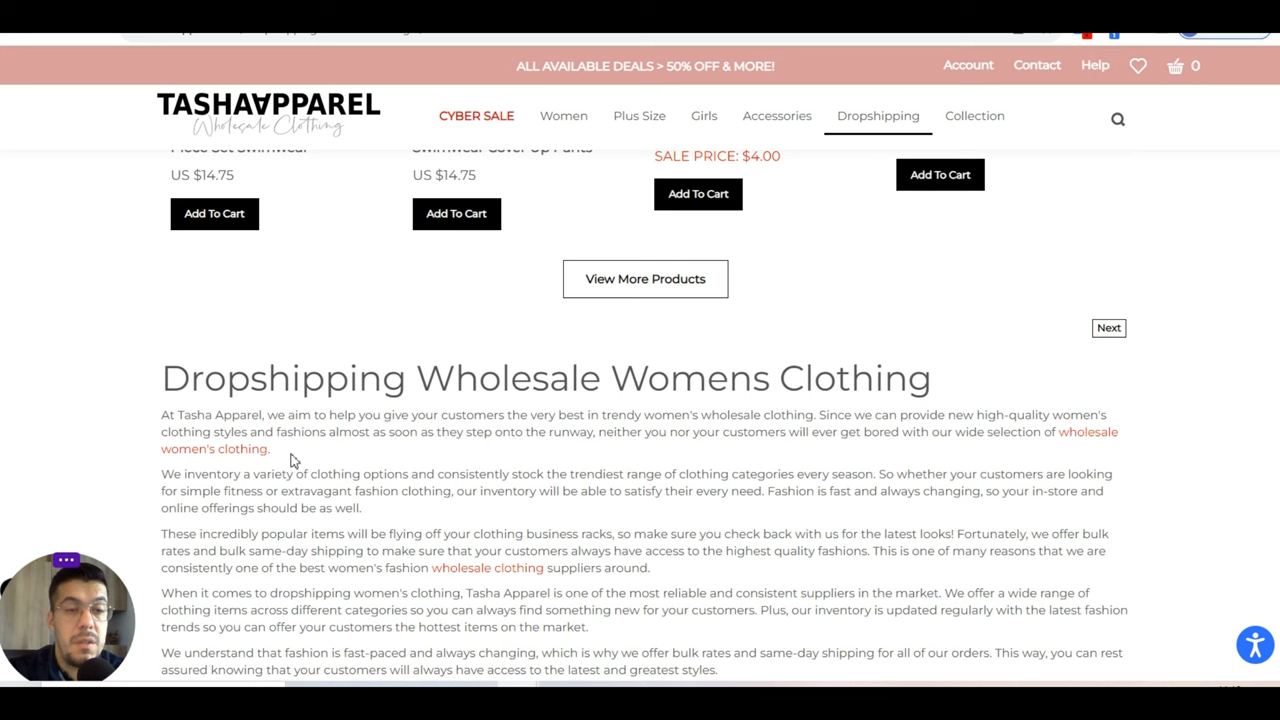 ALL AVAILABLE DEALS > 50% OFF & MORE!
Account Contact Help 0
TASHAAPPAREL
Wholesale Clothing
CYBER SALE Women Plus Size Girls Accessories Dropshipping Collection
Piece Set Swimwear
Swimwear Cover Up Pants
US $14.75
US $14.75
SALE PRICE: $4.00
Add To Cart
Add To Cart
Add To Cart
Add To Cart
View More Products
Next
Dropshipping Wholesale Womens Clothing
At Tasha Apparel, we aim to help you give your customers the very best in trendy women's wholesale clothing. Since we can provide new high-quality women's
clothing styles and fashions almost as soon as they step onto the runway, neither you nor your customers will ever get bored with our wide selection of wholesale
women's clothing.
We inventory a variety of clothing options and consistently stock the trendiest range of clothing categories every season. So whether your customers are looking
for simple fitness or extravagant fashion clothing, our inventory will be able to satisfy their every need. Fashion is fast and always changing, so your in-store and
online offerings should be as well.
These incredibly popular items will be flying off your clothing business racks, so make sure you check back with us for the latest looks! Fortunately, we offer bulk
rates and bulk same-day shipping to make sure that your customers always have access to the highest quality fashions. This is one of many reasons that we are
consistently one of the best women's fashion wholesale clothing suppliers around.
When it comes to dropshipping women's clothing, Tasha Apparel is one of the most reliable and consistent suppliers in the market. We offer a wide range of
clothing items across different categories so you can always find something new for your customers. Plus, our inventory is updated regularly with the latest fashion
trends so you can offer your customers the hottest items on the market.
We understand that fashion is fast-paced and always changing, which is why we offer bulk rates and same-day shipping for all of our orders. This way, you can rest
assured knowing that your customers will always have access to the latest and greatest styles.